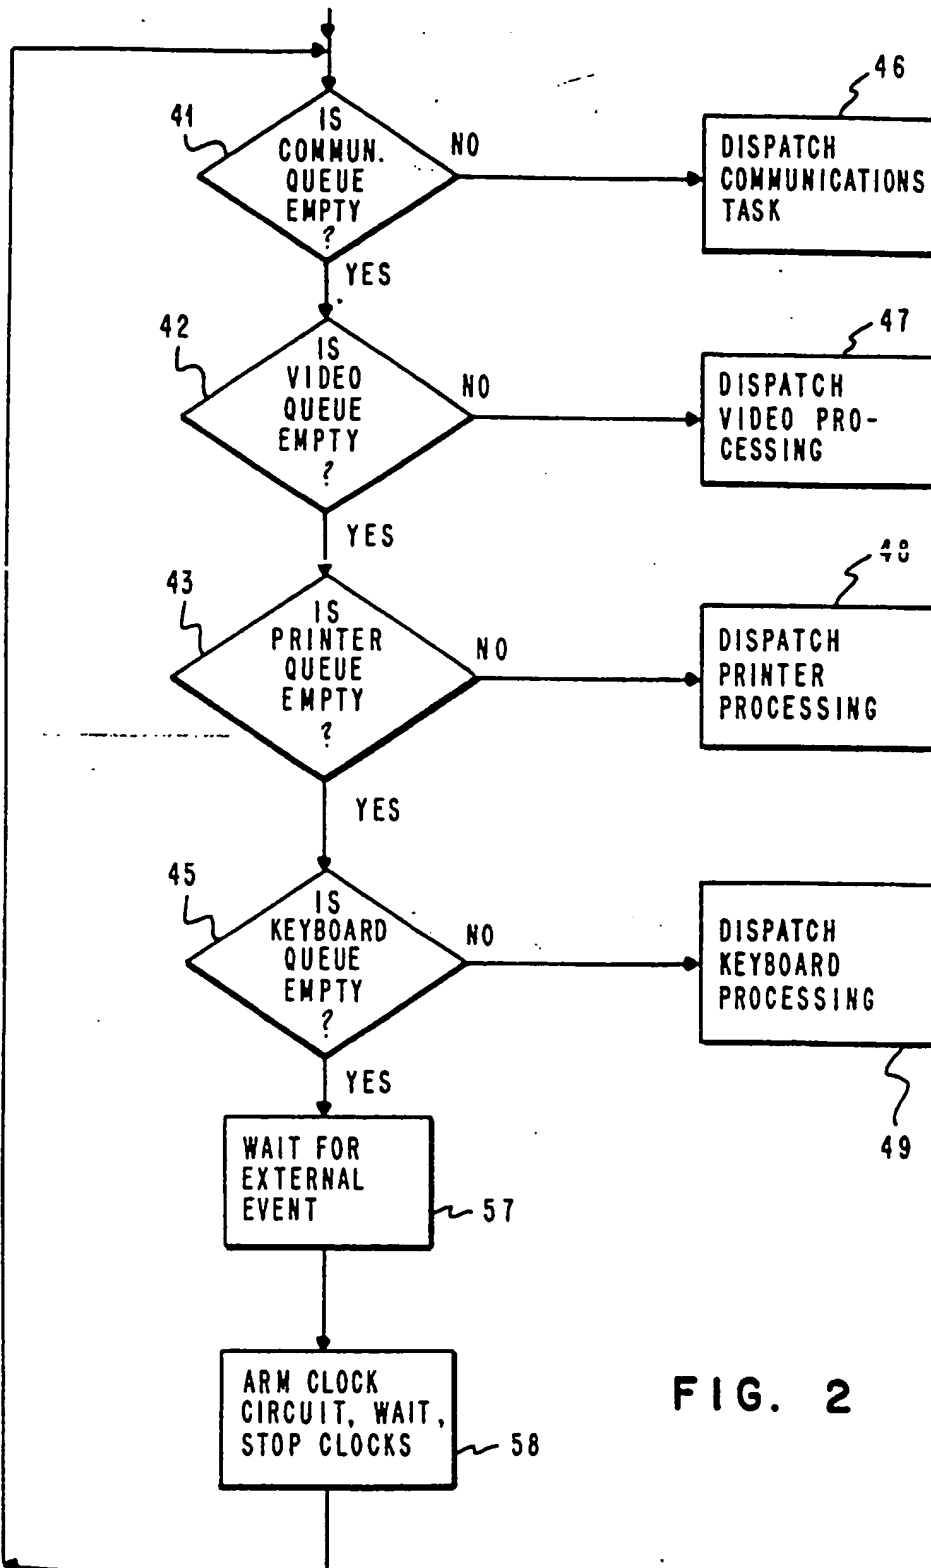 46
41
IS
COMMUN.
QUEUE
EMPTY
?
NO
DISPATCH
COMMUNICATIONS
TASK
YES
42
IS
VIDEO
QUEUE
EMPTY
?
NO
47
DISPATCH
VIDEO PRO-
CESSING
YES
43
IS
PRINTER
QUEUE
EMPTY
?
NO
48
DISPATCH
PRINTER
PROCESSING
YES
45
IS
KEYBOARD
QUEUE
EMPTY
?
NO
DISPATCH
KEYBOARD
PROCESSING
49
YES
WAIT FOR
EXTERNAL
EVENT
57
ARM CLOCK
CIRCUIT, WAIT,
STOP CLOCKS
58
FIG. 2